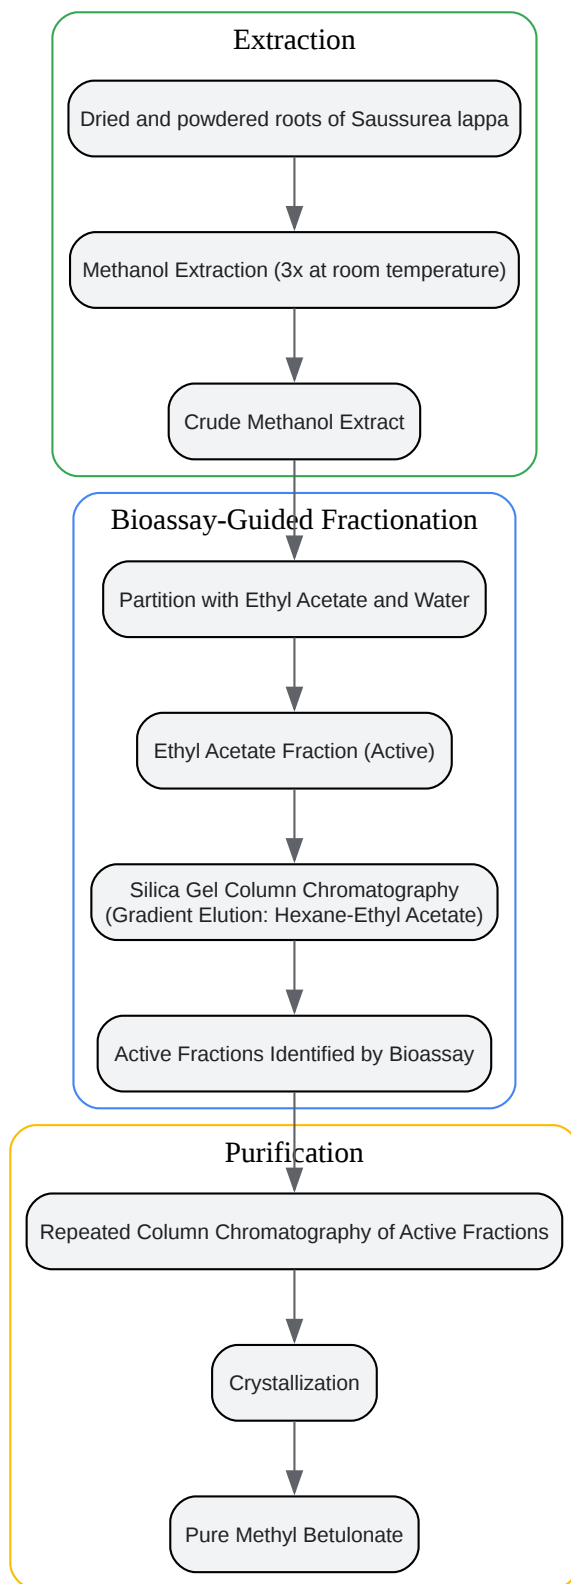 Extraction
Dried and powdered roots of Saussurea lappa
Methanol Extraction (3x at room temperature)
Crude Methanol Extract
Bioassay-Guided Fractionation
Partition with Ethyl Acetate and Water
Ethyl Acetate Fraction (Active)
Silica Gel Column Chromatography
(Gradient Elution: Hexane-Ethyl Acetate)
Active Fractions Identified by Bioassay
Purification
Repeated Column Chromatography of Active Fractions
Crystallization
Pure Methyl Betulonate